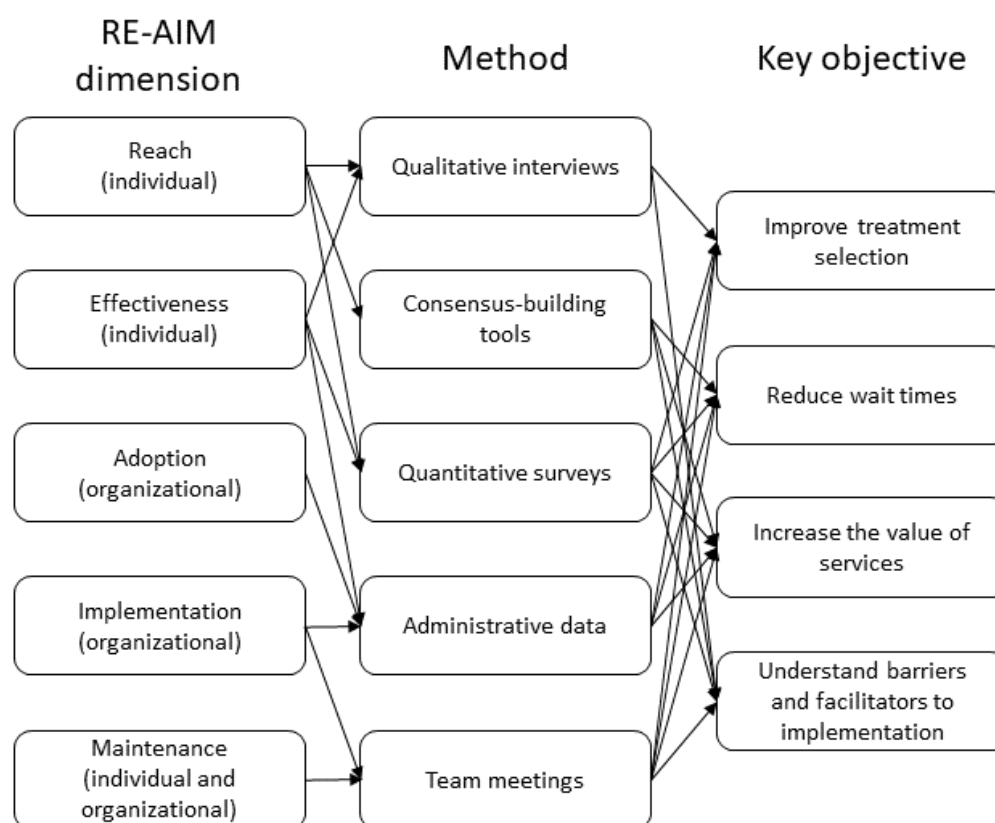 RE-AIM
dimension
Method
Key objective
Reach
(individual)
Effectiveness
(individual)
Adoption
(organizational)
Implementation
(organizational)
Maintenance
(individual and
organizational)
Qualitative interviews
Consensus-building
tools
Quantitative surveys
Administrative data
Team meetings
Improve treatment
selection
Reduce wait times
Increase the value of
services
Understand barriers
and facilitators to
implementation